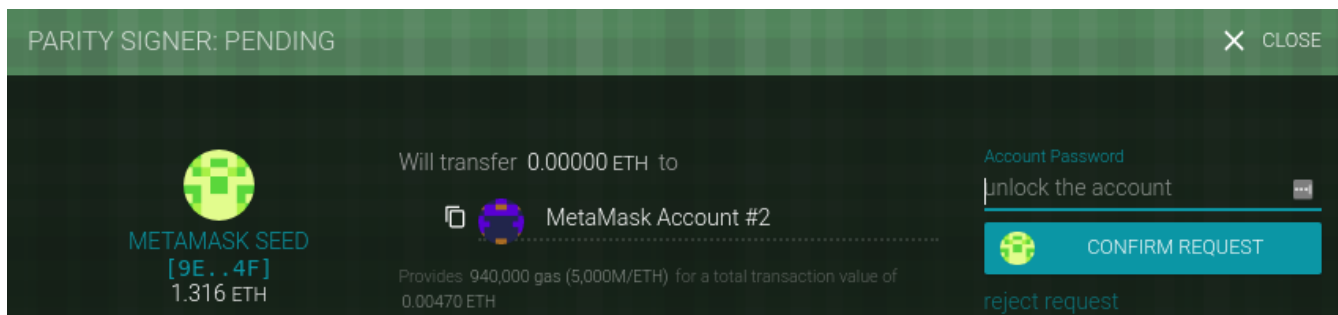 PARITY SIGNER: PENDING
CLOSE
METAMASK SEED
[9E..4F]
1.316 ETH
Will transfer 0.00000 ETH to
MetaMask Account #2
Provides 940,000 gas (5,000M/ETH) for a total transaction value of
0.00470 ETH
Account Password
unlock the account
CONFIRM REQUEST
reject request